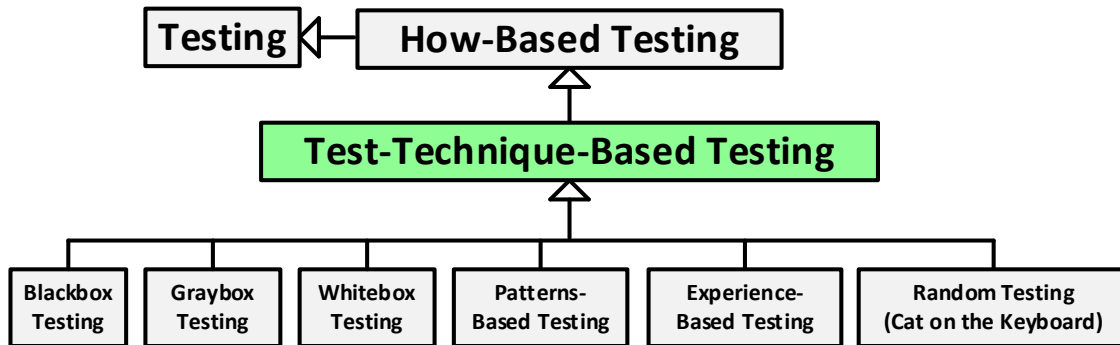 Testing
How-Based Testing
Test-Technique-Based Testing
Blackbox
Testing
Graybox
Testing
Whitebox
Testing
Patterns-
Based Testing
Experience-
Based Testing
Random Testing
(Cat on the Keyboard)